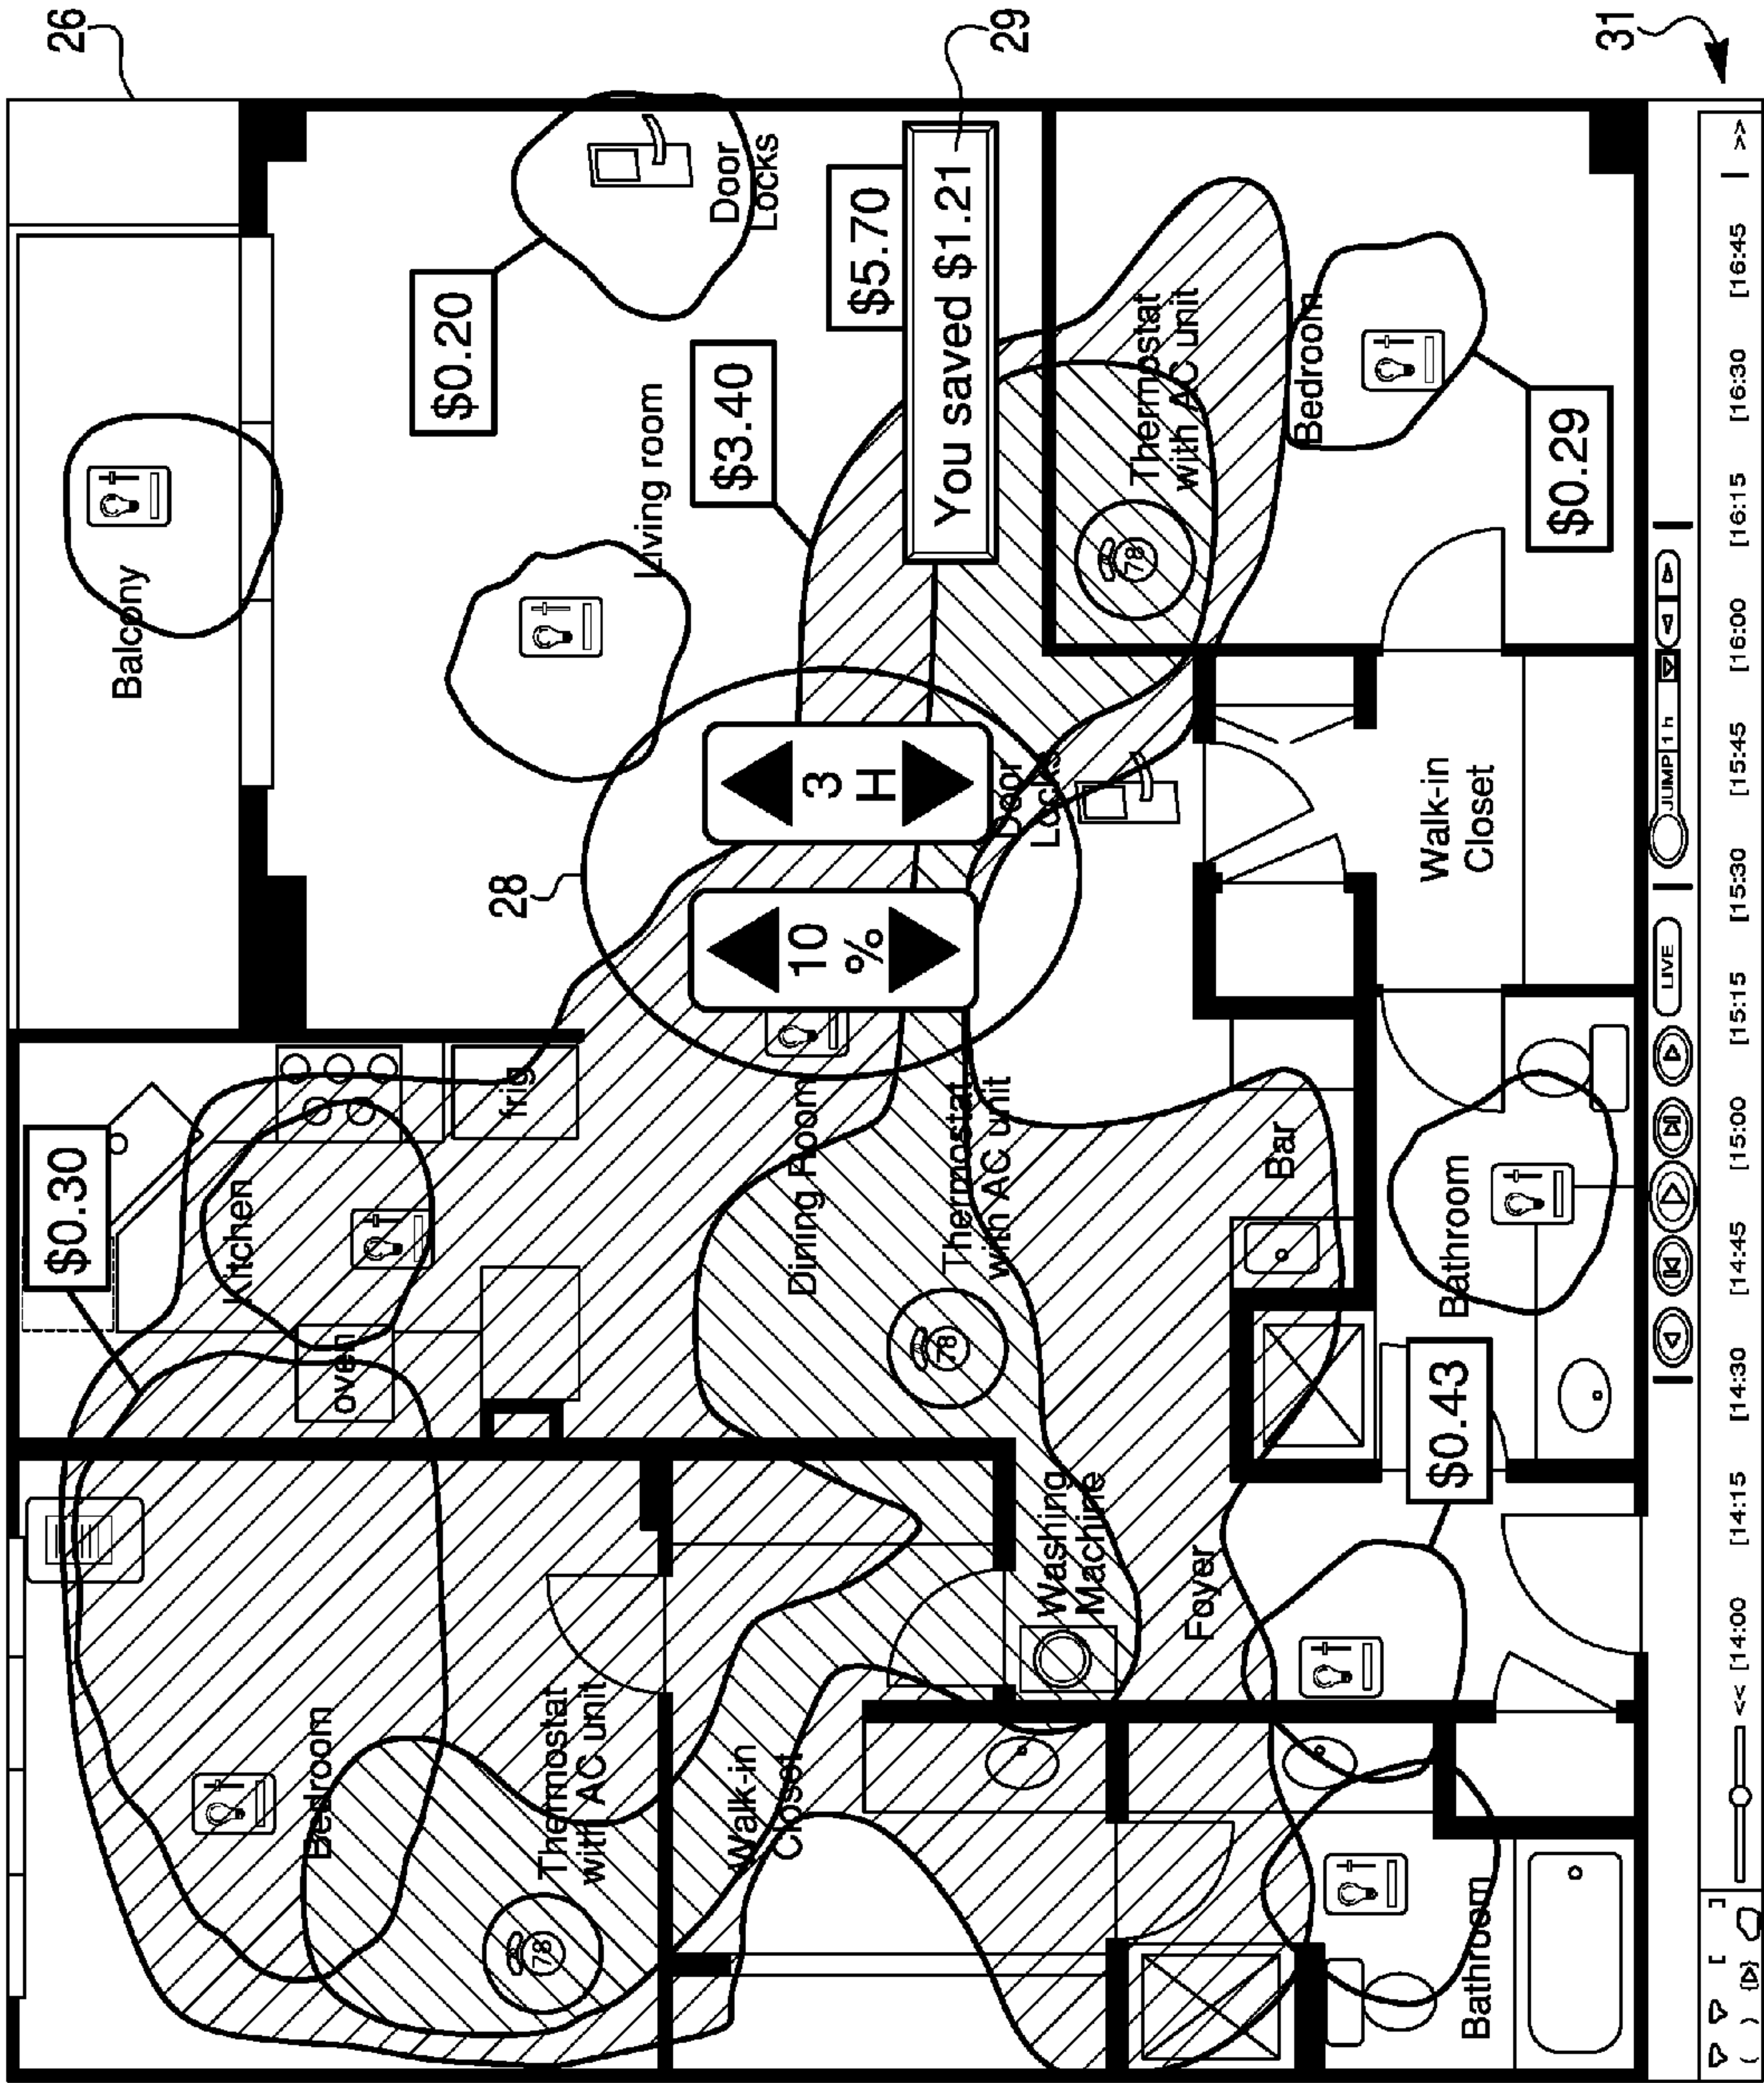 26
Balcony
$0.30
Kitchen
oven
frig
Bedroom
Thermostat
with AC unit
78
Living room
$0.20
Door
Locks
28
10
%
3
H
$3.40
$5.70
You saved $1.21
29
Dining Room
Thermostat
with AC unit
78
Door
Locks
Thermostat
with AC unit
78
Walk-in
Closet
Washing
Machine
Foyer
Bar
Bedroom
$0.29
Walk-in
Closet
Bathroom
$0.43
Bathroom
LIVE
JUMP 1 h
31
[ ]
( ) << [14:00 [14:15 [14:30 [14:45 [15:00 [15:15 [15:30 [15:45 [16:00 [16:15 [16:30 [16:45 | >>